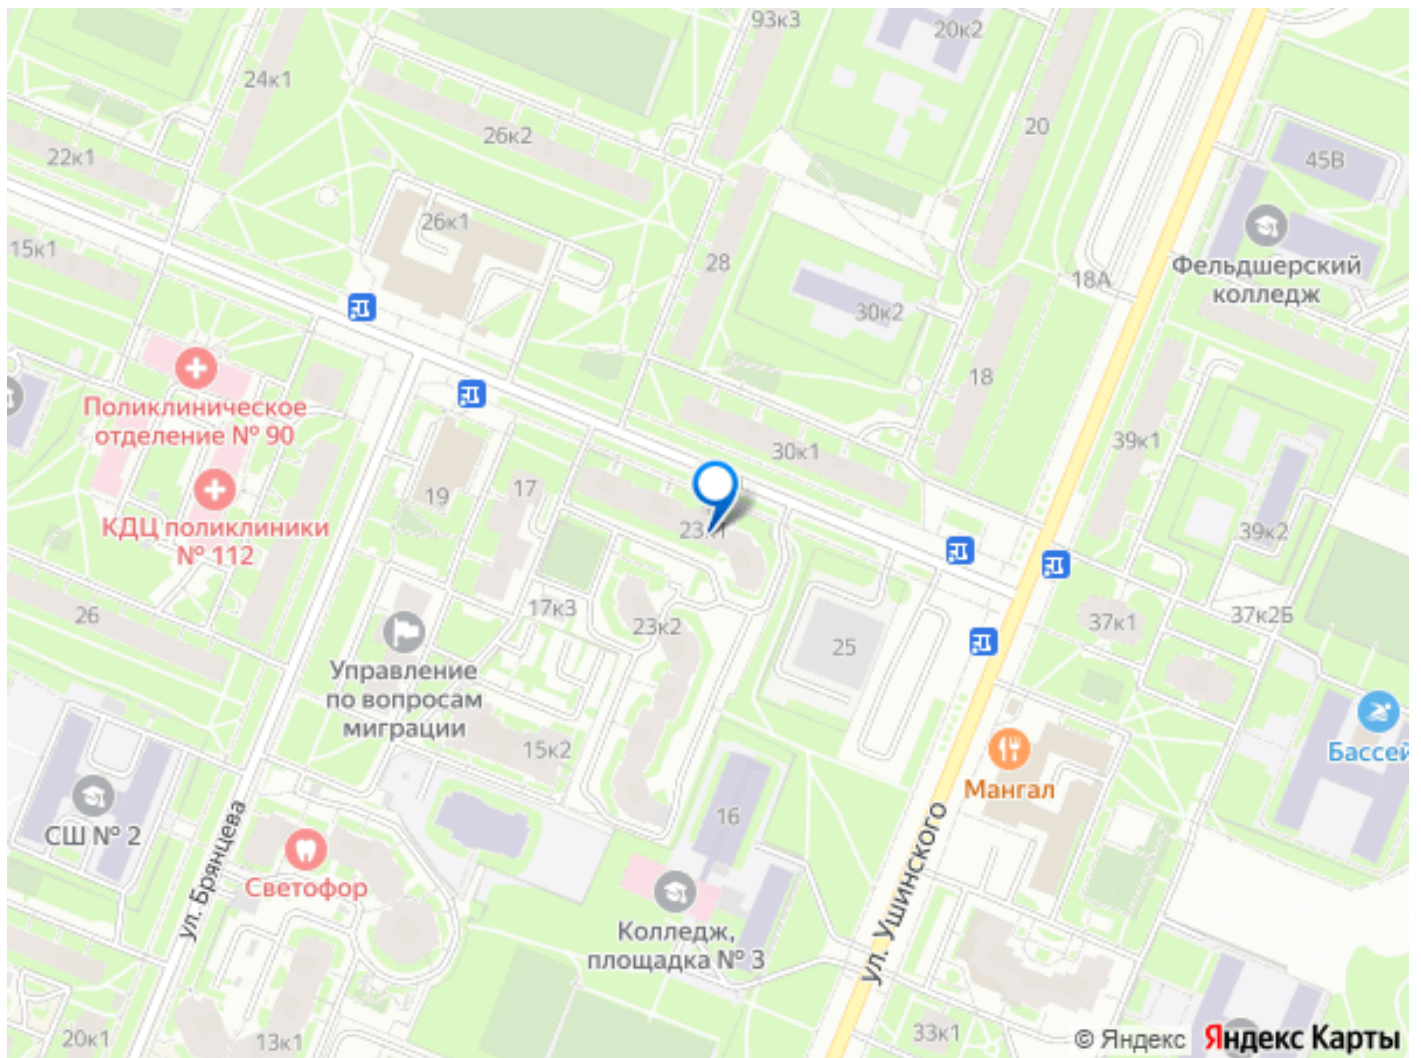 93к3
20к2
24к1
26к2
20
22к1
45В
26к1
15к1
28
18А
Фельдшерский
колледж
30к2
18
Поликлиническое
отделение № 90
39к1
30к1
19
17
КДЦ поликлиники
№ 112
23к1
39к2
26
17к3
23к2
25
37к1
37к2Б
Управление
по вопросам
миграции
15к2
Бассей
Мангал
СШ № 2
16
ул. Брянцева
Светофор
ул. Ушинского
Колледж,
площадка № 3
20к1
13к1
33к1
© Яндекс Яндекс Карты